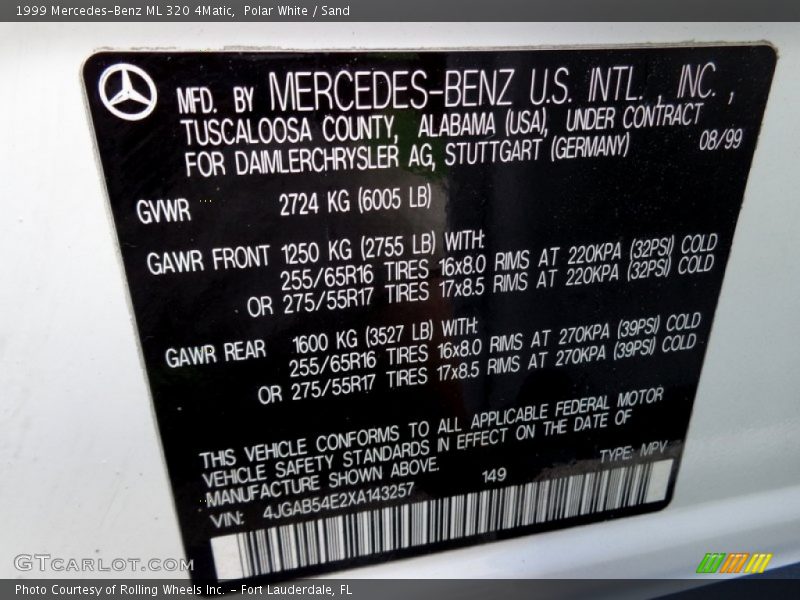 1999 Mercedes-Benz ML 320 4Matic, Polar White / Sand
MFD. BY MERCEDES-BENZ U.S. INTL., INC.,
TUSCALOOSA COUNTY, ALABAMA (USA), UNDER CONTRACT
FOR DAIMLERCHRYSLER AG, STUTTGART (GERMANY) 08/99
GVWR 2724 KG (6005 LB)
GAWR FRONT 1250 KG (2755 LB) WITH:
255/65R16 TIRES 16x8.0 RIMS AT 220KPA (32PSI) COLD
OR 275/55R17 TIRES 17x8.5 RIMS AT 220KPA (32PSI) COLD
GAWR REAR 1600 KG (3527 LB) WITH:
255/65R16 TIRES 16x8.0 RIMS AT 270KPA (39PSI) COLD
OR 275/55R17 TIRES 17x8.5 RIMS AT 270KPA (39PSI) COLD
THIS VEHICLE CONFORMS TO ALL APPLICABLE FEDERAL MOTOR
VEHICLE SAFETY STANDARDS IN EFFECT ON THE DATE OF
MANUFACTURE SHOWN ABOVE. TYPE: MPV
VIN: 4JGAB54E2XA143257 149
GTCARLOT.COM
Photo Courtesy of Rolling Wheels Inc. - Fort Lauderdale, FL